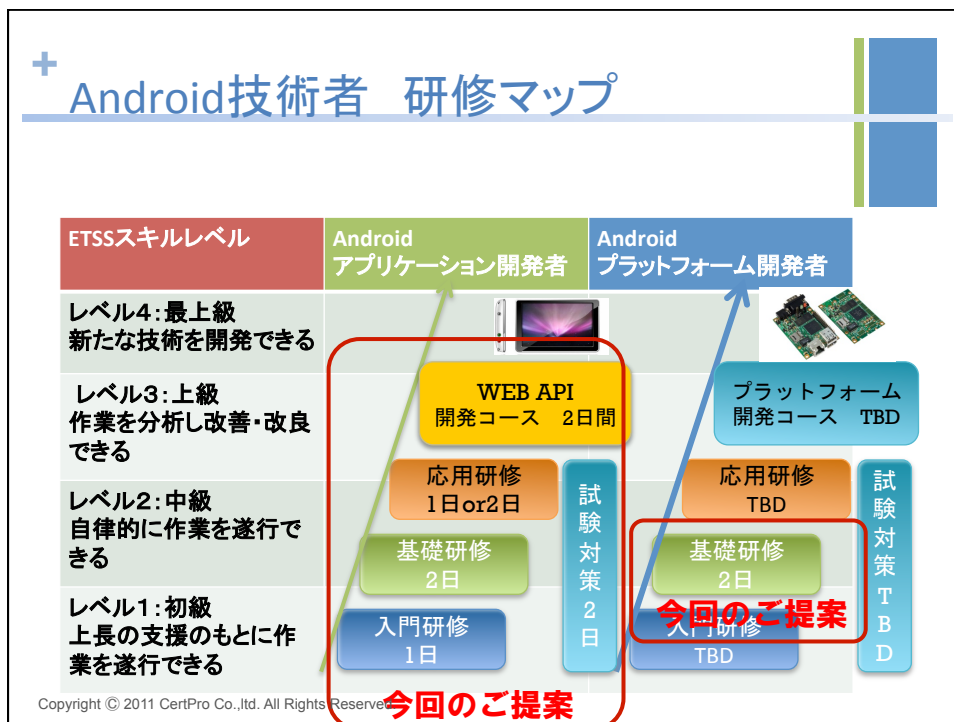 +
Android技術者　研修マップ
ETSSスキルレベル
Android
アプリケーション開発者
Android
プラットフォーム開発者
レベル４：最上級
新たな技術を開発できる
レベル３：上級
作業を分析し改善・改良
できる
WEB API
開発コース　2日間
プラットフォーム
開発コース　TBD
レベル２：中級
自律的に作業を遂行で
きる
応用研修
1日or2日
応用研修
TBD
基礎研修
2日
基礎研修
2日
試験対策2日
試験対策TBD
レベル１：初級
上長の支援のもとに作
業を遂行できる
入門研修
1日
入門研修
TBD
今回のご提案
今回のご提案
Copyright © 2011 CertPro Co.,ltd. All Rights Reserved